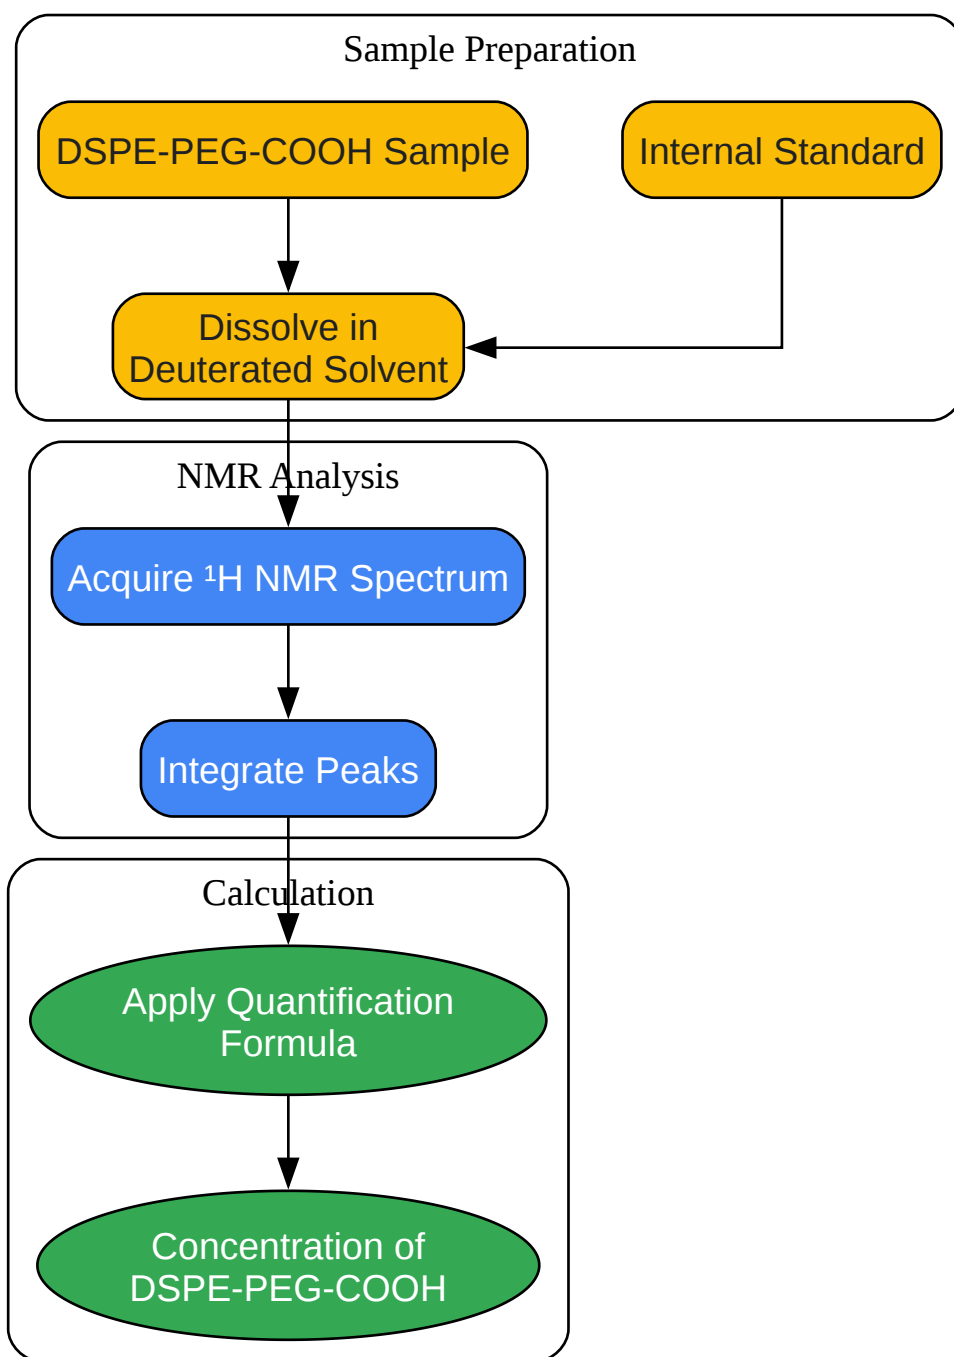 Sample Preparation
DSPE-PEG-COOH Sample
Internal Standard
Dissolve in
Deuterated Solvent
NMR Analysis
Acquire ¹H NMR Spectrum
Integrate Peaks
Calculation
Apply Quantification
Formula
Concentration of
DSPE-PEG-COOH